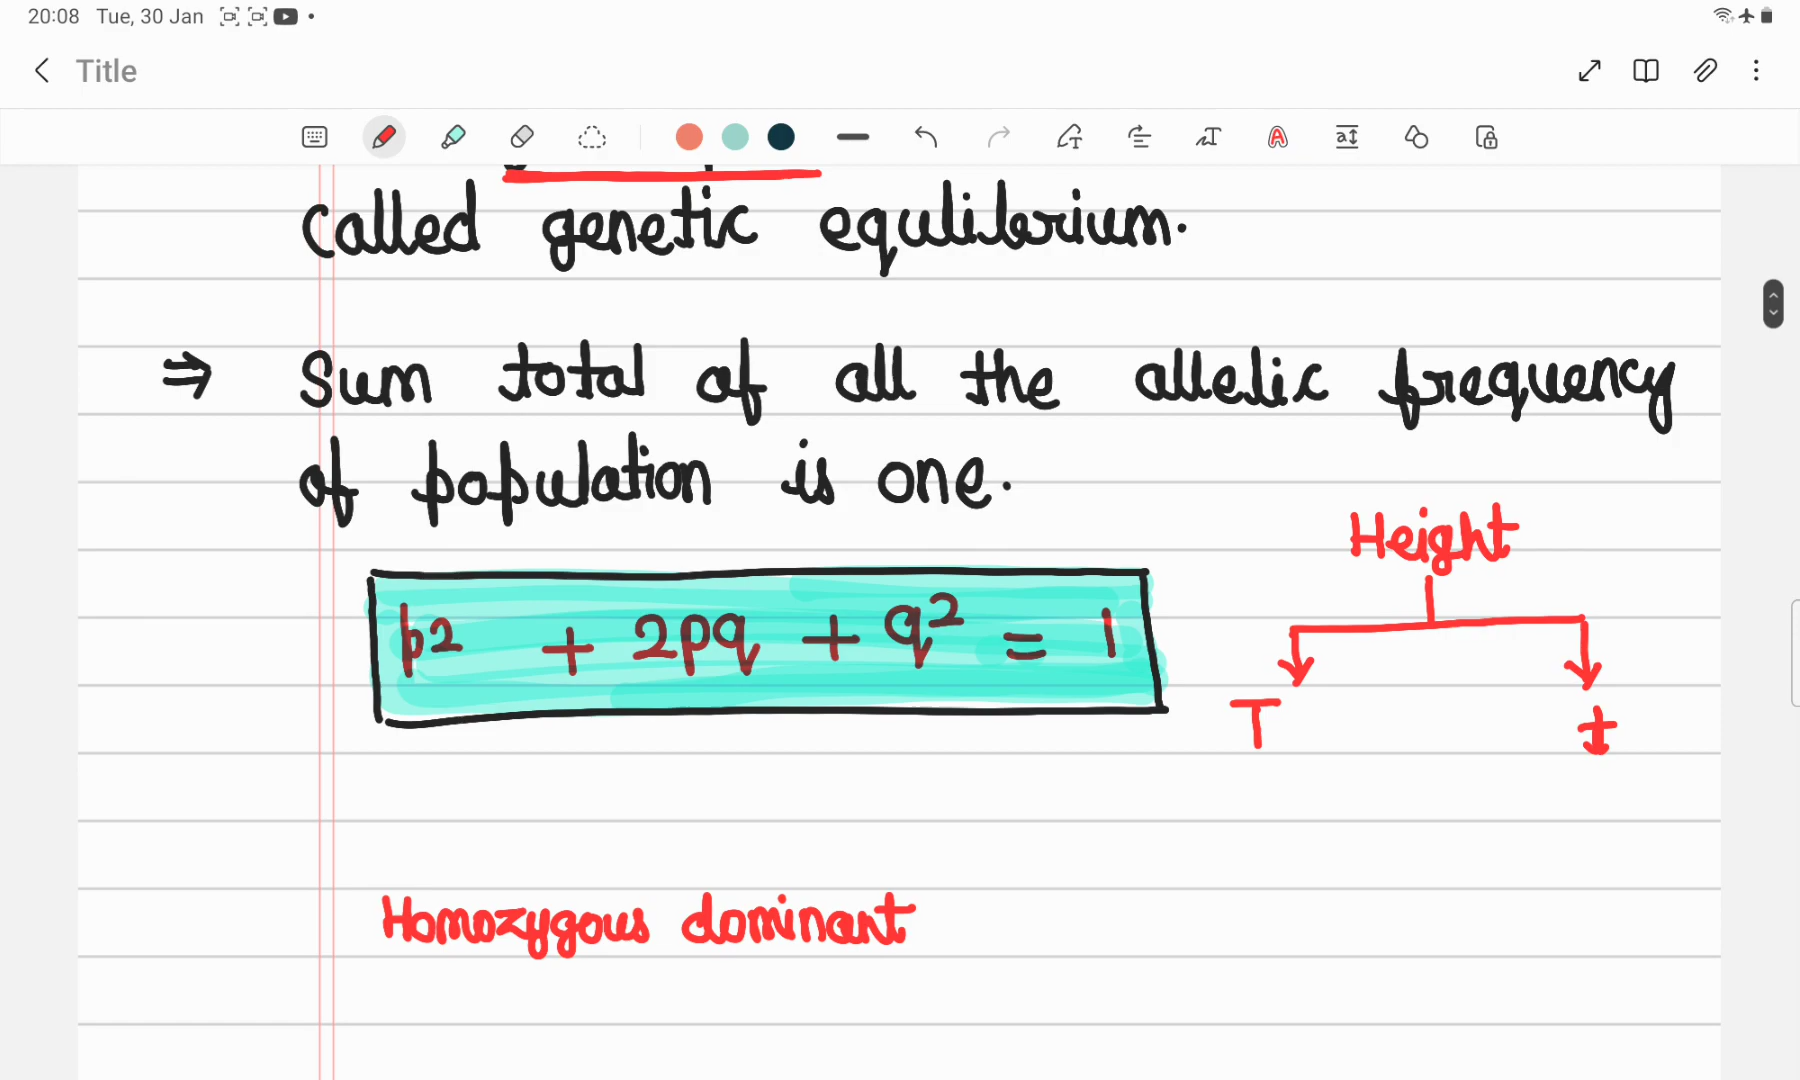 20:08 Tue, 30 Jan
Title
called genetic equlibrium.
⇒ Sum total of all the allelic frequency
of population is one.
Height
p² + 2pq + q² = 1
T t
Homozygous dominant